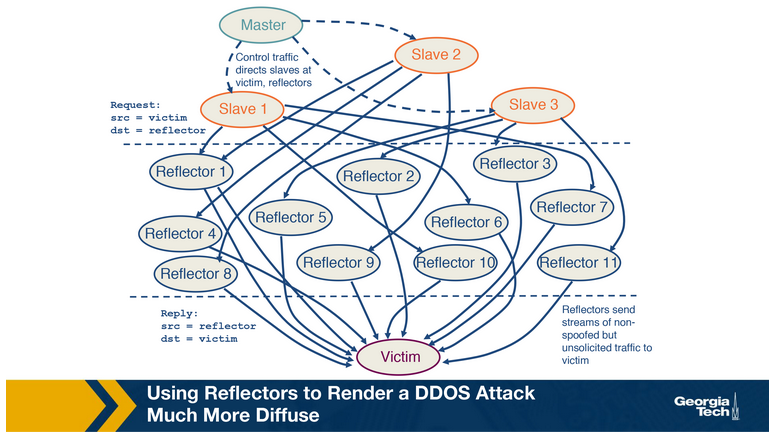 Master
Slave 2
Control traffic
directs slaves at
victim, reflectors
Slave 1
Slave 3
Request:
src = victim
dst = reflector
Reflector 1
Reflector 2
Reflector 3
Reflector 4
Reflector 5
Reflector 6
Reflector 7
Reflector 8
Reflector 9
Reflector 10
Reflector 11
Reply:
src = reflector
dst = victim
Reflectors send
streams of non-
spoofed but
unsolicited traffic to
victim
Victim
Using Reflectors to Render a DDOS Attack
Much More Diffuse
Georgia
Tech